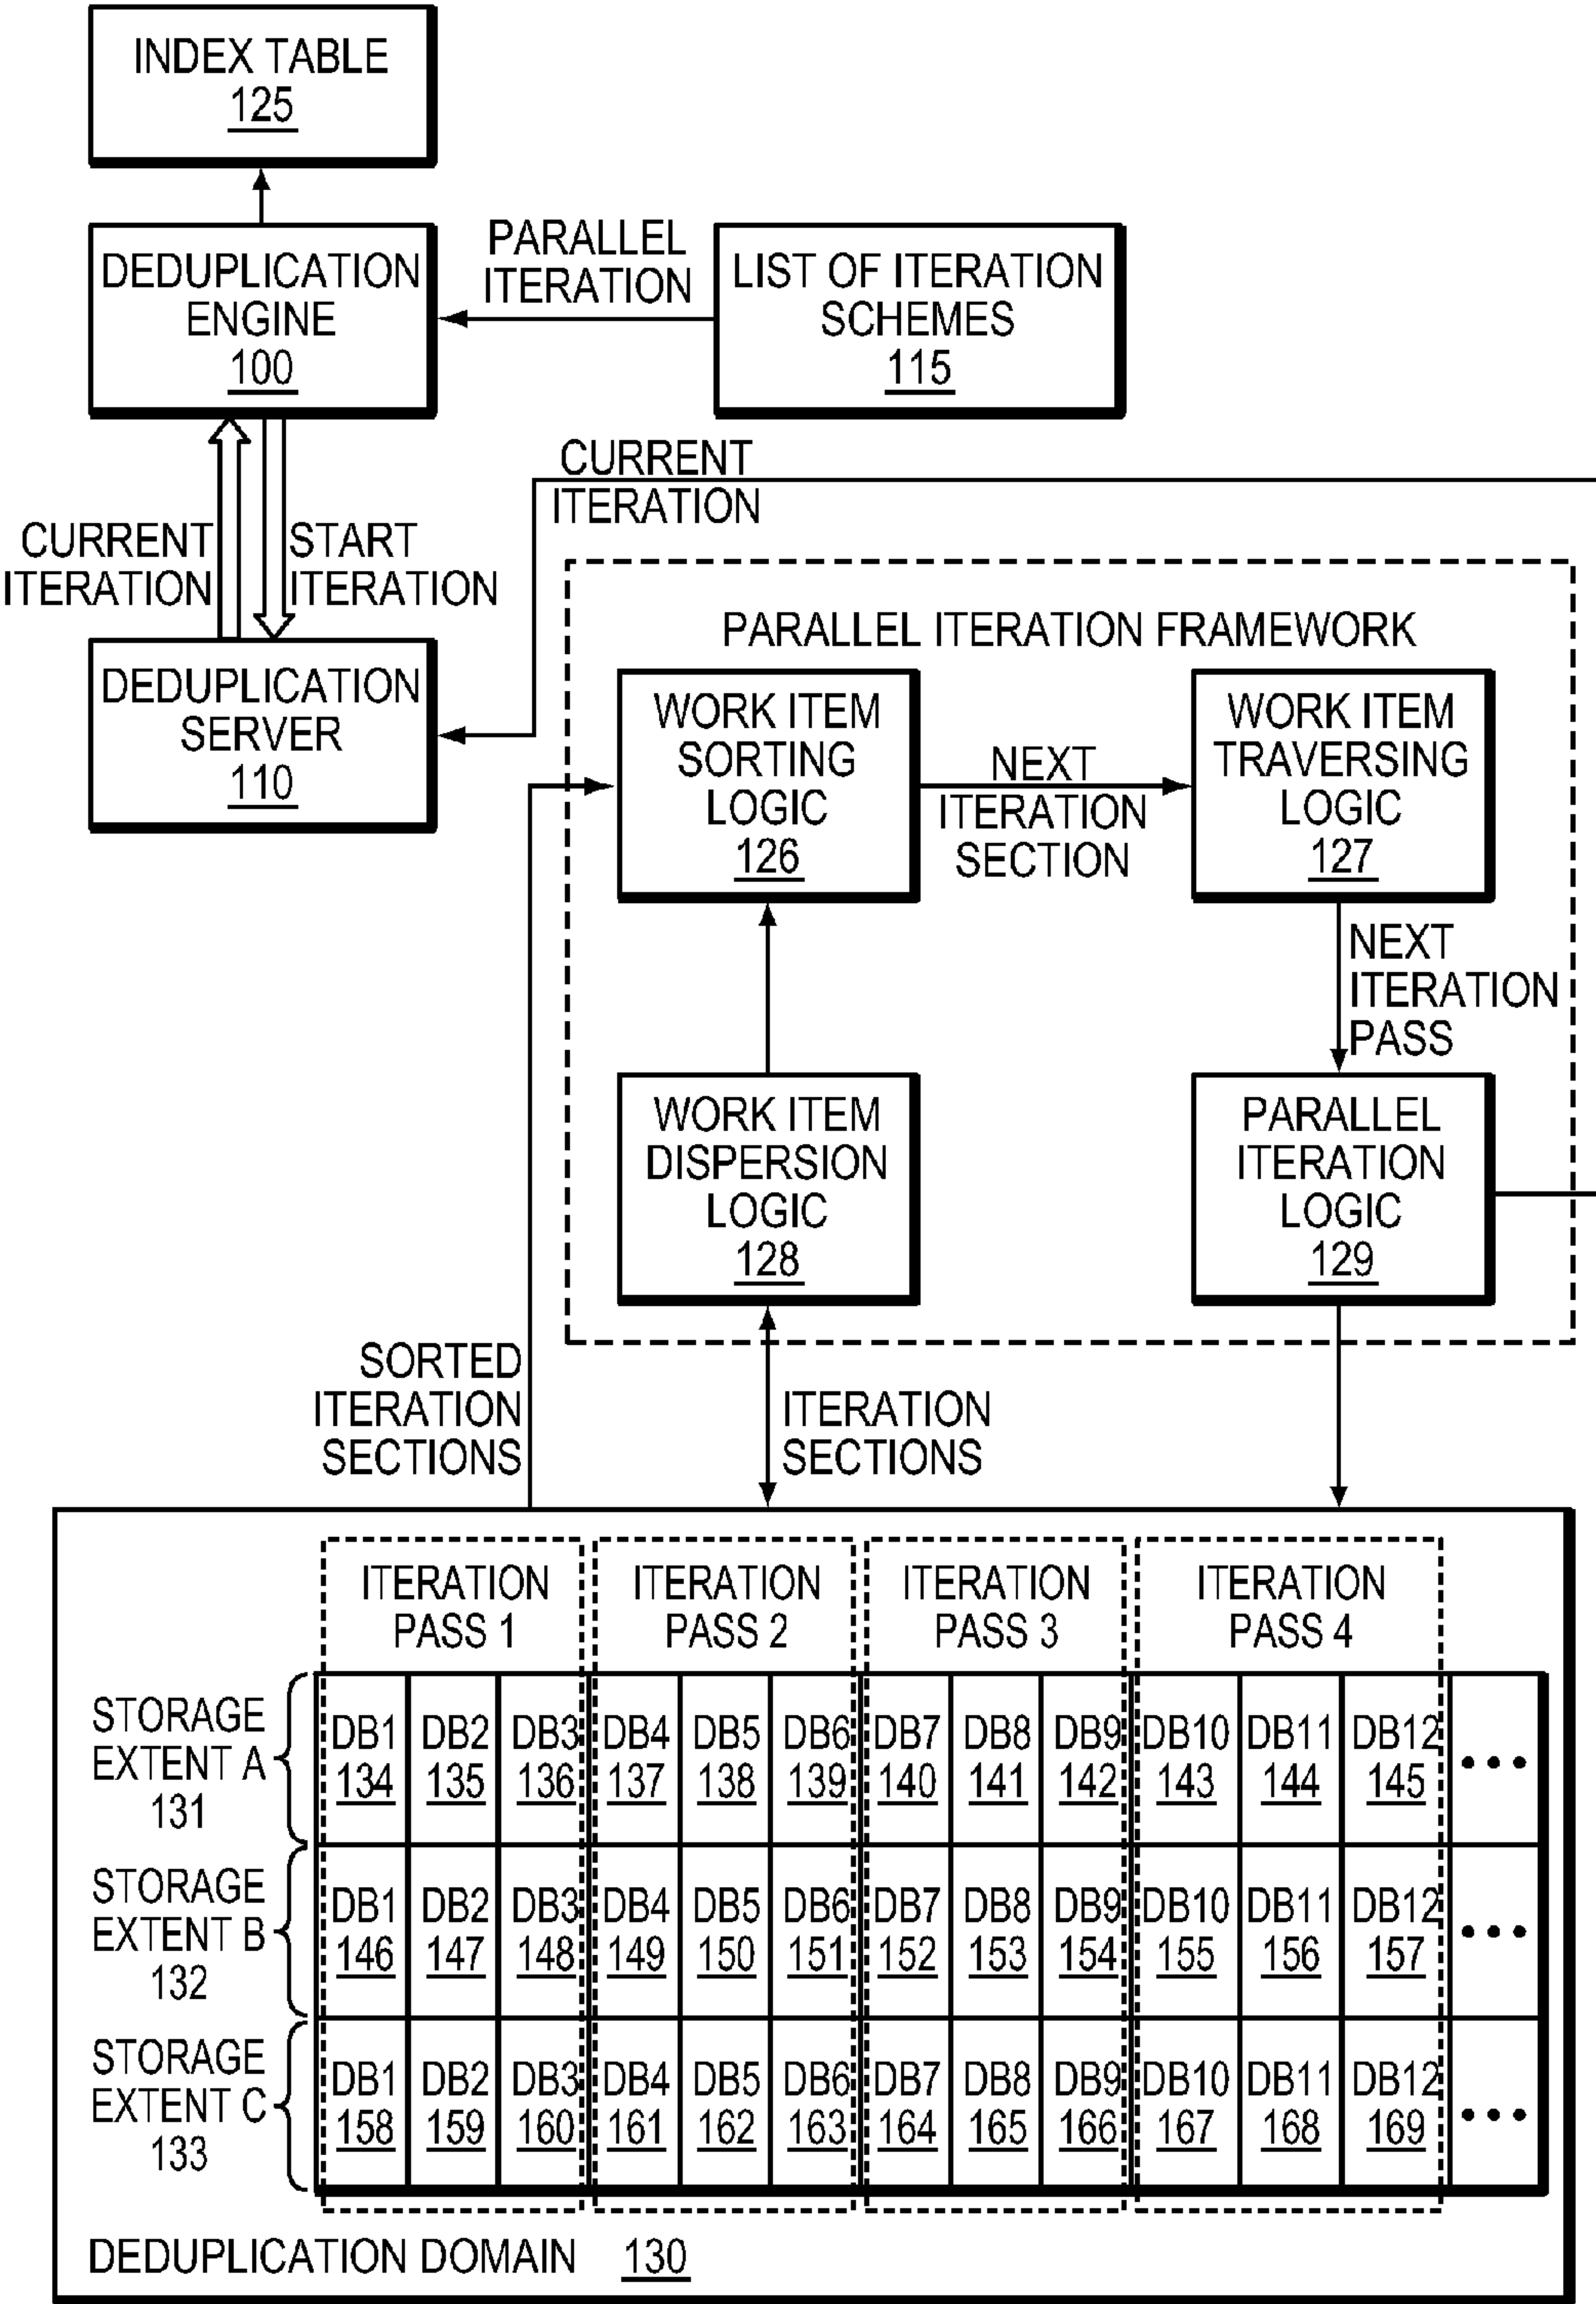 INDEX TABLE
125
DEDUPLICATION
ENGINE
100
PARALLEL
ITERATION
LIST OF ITERATION
SCHEMES
115
CURRENT
ITERATION
CURRENT
ITERATION
START
ITERATION
DEDUPLICATION
SERVER
110
PARALLEL ITERATION FRAMEWORK
WORK ITEM
SORTING
LOGIC
126
NEXT
ITERATION
SECTION
WORK ITEM
TRAVERSING
LOGIC
127
NEXT
ITERATION
PASS
WORK ITEM
DISPERSION
LOGIC
128
PARALLEL
ITERATION
LOGIC
129
SORTED
ITERATION
SECTIONS
ITERATION
SECTIONS
ITERATION
PASS 1
ITERATION
PASS 2
ITERATION
PASS 3
ITERATION
PASS 4
STORAGE
EXTENT A
131
DB1 DB2 DB3 DB4 DB5 DB6 DB7 DB8 DB9 DB10 DB11 DB12
134 135 136 137 138 139 140 141 142 143 144 145
STORAGE
EXTENT B
132
DB1 DB2 DB3 DB4 DB5 DB6 DB7 DB8 DB9 DB10 DB11 DB12
146 147 148 149 150 151 152 153 154 155 156 157
STORAGE
EXTENT C
133
DB1 DB2 DB3 DB4 DB5 DB6 DB7 DB8 DB9 DB10 DB11 DB12
158 159 160 161 162 163 164 165 166 167 168 169
DEDUPLICATION DOMAIN 130